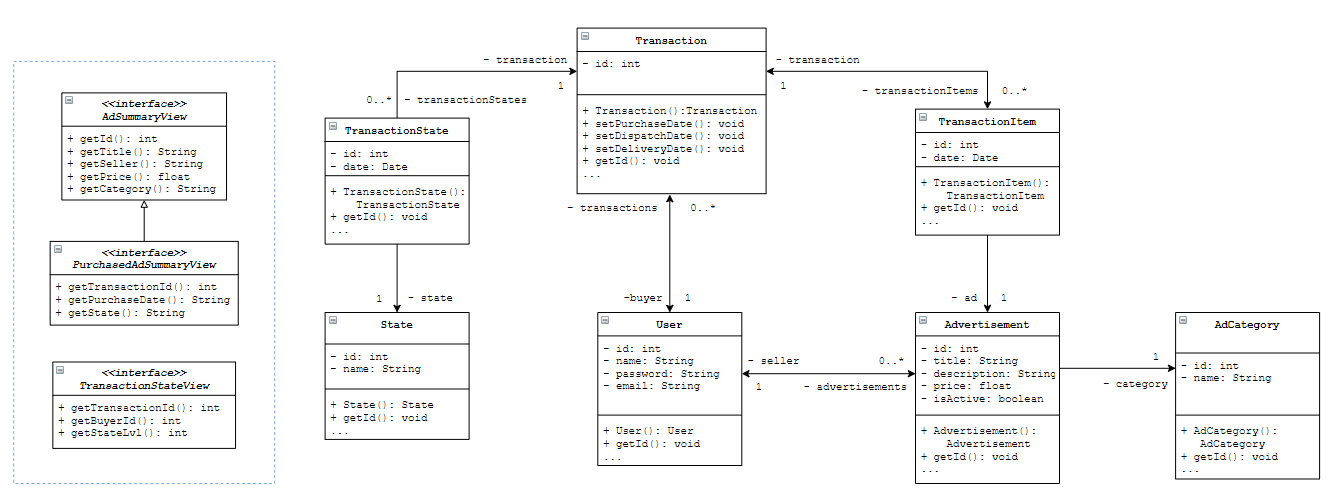 <<interface>>
AdSummaryView
+ getId(): int
+ getTitle(): String
+ getSeller(): String
+ getPrice(): float
+ getCategory(): String
<<interface>>
PurchasedAdSummaryView
+ getTransactionId(): int
+ getPurchaseDate(): String
+ getState(): String
<<interface>>
TransactionStateView
+ getTransactionId(): int
+ getBuyerId(): int
+ getStateLvl(): int
Transaction
- id: int
+ Transaction():Transaction
+ setPurchaseDate(): void
+ setDispatchDate(): void
+ setDeliveryDate(): void
+ getId(): void
...
- transaction
1
0..*
- transactionStates
- transaction
1
- transactionItems
0..*
TransactionState
- id: int
- date: Date
+ TransactionState():
TransactionState
+ getId(): void
...
TransactionItem
- id: int
- date: Date
+ TransactionItem():
TransactionItem
+ getId(): void
...
- transactions
0..*
-buyer
1
1
- state
- ad
1
State
- id: int
- name: String
+ State(): State
+ getId(): void
...
User
- id: int
- name: String
- password: String
- email: String
+ User(): User
+ getId(): void
...
- seller
0..*
1
- advertisements
Advertisement
- id: int
- title: String
- description: String
- price: float
- isActive: boolean
+ Advertisement():
Advertisement
+ getId(): void
...
1
- category
AdCategory
- id: int
- name: String
+ AdCategory():
AdCategory
+ getId(): void
...